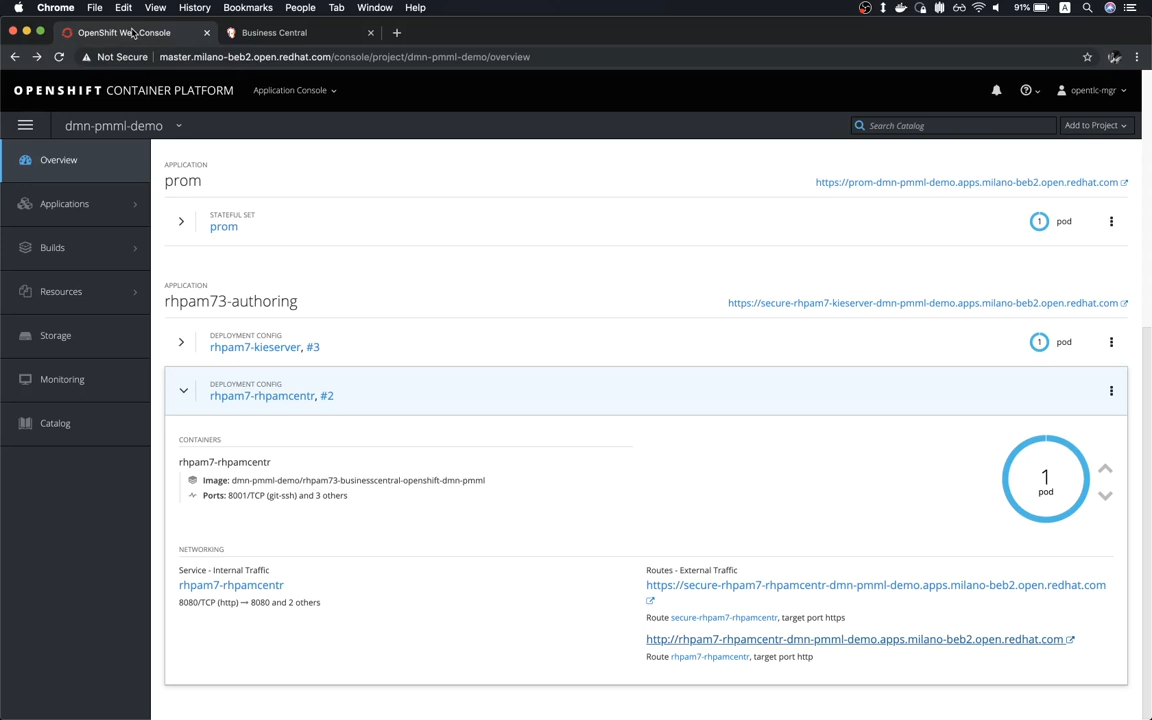 Chrome File Edit View History Bookmarks People Tab Window Help 91% A
OpenShift We Console × Business Central × +
Not Secure | master.milano-beb2.open.redhat.com/console/project/dmn-pmml-demo/overview
OPENSHIFT CONTAINER PLATFORM Application Console opentlc-mgr
dmn-pmml-demo Search Catalog Add to Project
Overview
Applications
Builds
Resources
Storage
Monitoring
Catalog
APPLICATION
prom https://prom-dmn-pmml-demo.apps.milano-beb2.open.redhat.com
STATEFUL SET
prom 1 pod
APPLICATION
rhpam73-authoring https://secure-rhpam7-kieserver-dmn-pmml-demo.apps.milano-beb2.open.redhat.com
DEPLOYMENT CONFIG
rhpam7-kieserver, #3 1 pod
DEPLOYMENT CONFIG
rhpam7-rhpamcentr, #2
CONTAINERS
rhpam7-rhpamcentr
Image: dmn-pmml-demo/rhpam73-businesscentral-openshift-dmn-pmml
Ports: 8001/TCP (git-ssh) and 3 others
1
pod
NETWORKING
Service - Internal Traffic
rhpam7-rhpamcentr
8080/TCP (http) → 8080 and 2 others
Routes - External Traffic
https://secure-rhpam7-rhpamcentr-dmn-pmml-demo.apps.milano-beb2.open.redhat.com
Route secure-rhpam7-rhpamcentr, target port https
http://rhpam7-rhpamcentr-dmn-pmml-demo.apps.milano-beb2.open.redhat.com
Route rhpam7-rhpamcentr, target port http